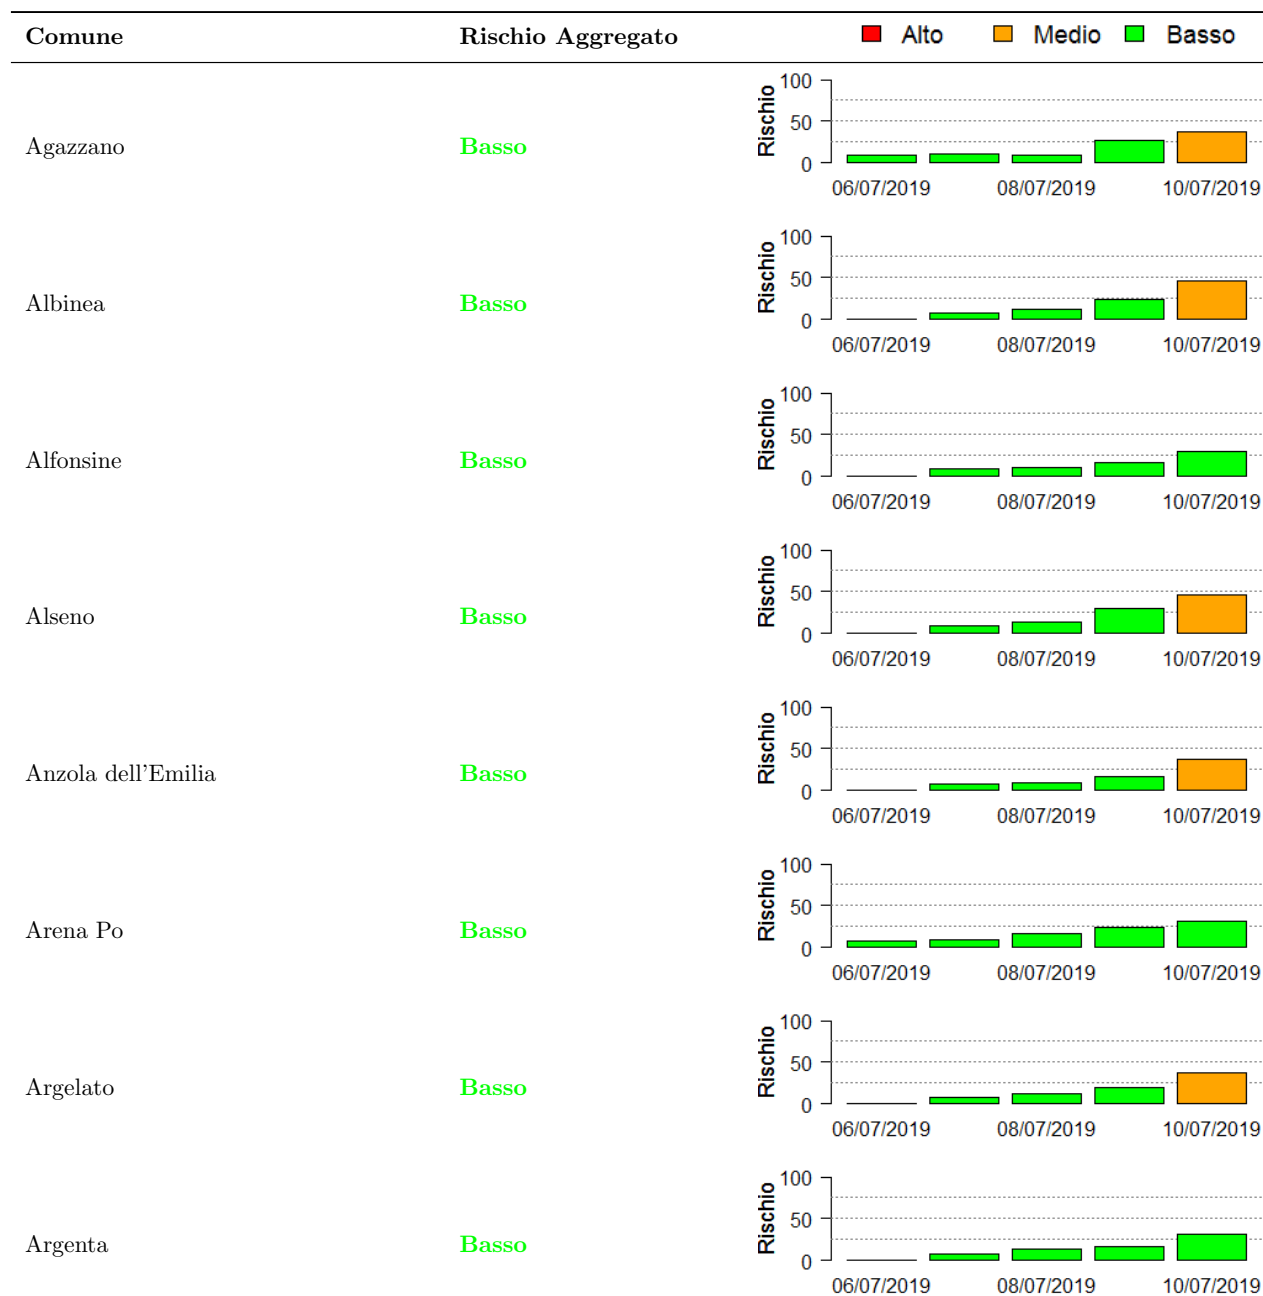 Comune Rischio Aggregato Alto Medio Basso
100
50
0
Rischio
Agazzano Basso
06/07/2019 08/07/2019 10/07/2019
100
50
0
Rischio
Albinea Basso
06/07/2019 08/07/2019 10/07/2019
100
50
0
Rischio
Alfonsine Basso
06/07/2019 08/07/2019 10/07/2019
100
50
0
Rischio
Alseno Basso
06/07/2019 08/07/2019 10/07/2019
100
50
0
Rischio
Anzola dell'Emilia Basso
06/07/2019 08/07/2019 10/07/2019
100
50
0
Rischio
Arena Po Basso
06/07/2019 08/07/2019 10/07/2019
100
50
0
Rischio
Argelato Basso
06/07/2019 08/07/2019 10/07/2019
100
50
0
Rischio
Argenta Basso
06/07/2019 08/07/2019 10/07/2019